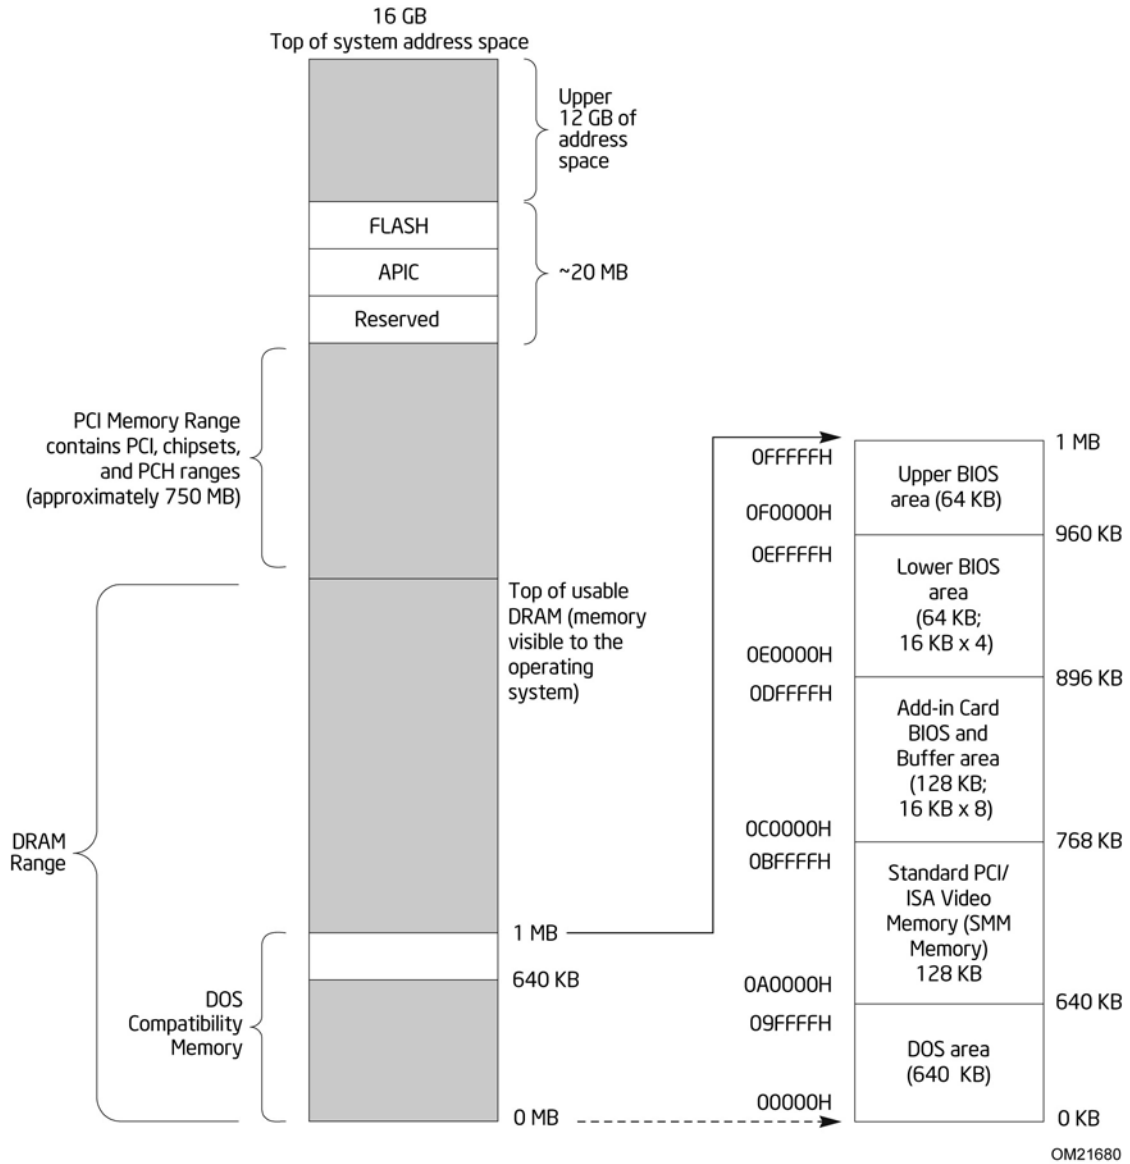 16 GB
Top of system address space
Upper
12 GB of
address
space
FLASH
APIC
Reserved
~20 MB
PCI Memory Range
contains PCI, chipsets,
and PCH ranges
(approximately 750 MB)
Top of usable
DRAM (memory
visible to the
operating
system)
DRAM
Range
1 MB
640 KB
DOS
Compatibility
Memory
0 MB
0FFFFFH
0F0000H
0EFFFFH
0E0000H
0DFFFFH
0C0000H
0BFFFFH
0A0000H
09FFFFH
00000H
Upper BIOS
area (64 KB)
Lower BIOS
area
(64 KB;
16 KB x 4)
Add-in Card
BIOS and
Buffer area
(128 KB;
16 KB x 8)
Standard PCI/
ISA Video
Memory (SMM
Memory)
128 KB
DOS area
(640 KB)
1 MB
960 KB
896 KB
768 KB
640 KB
0 KB
OM21680